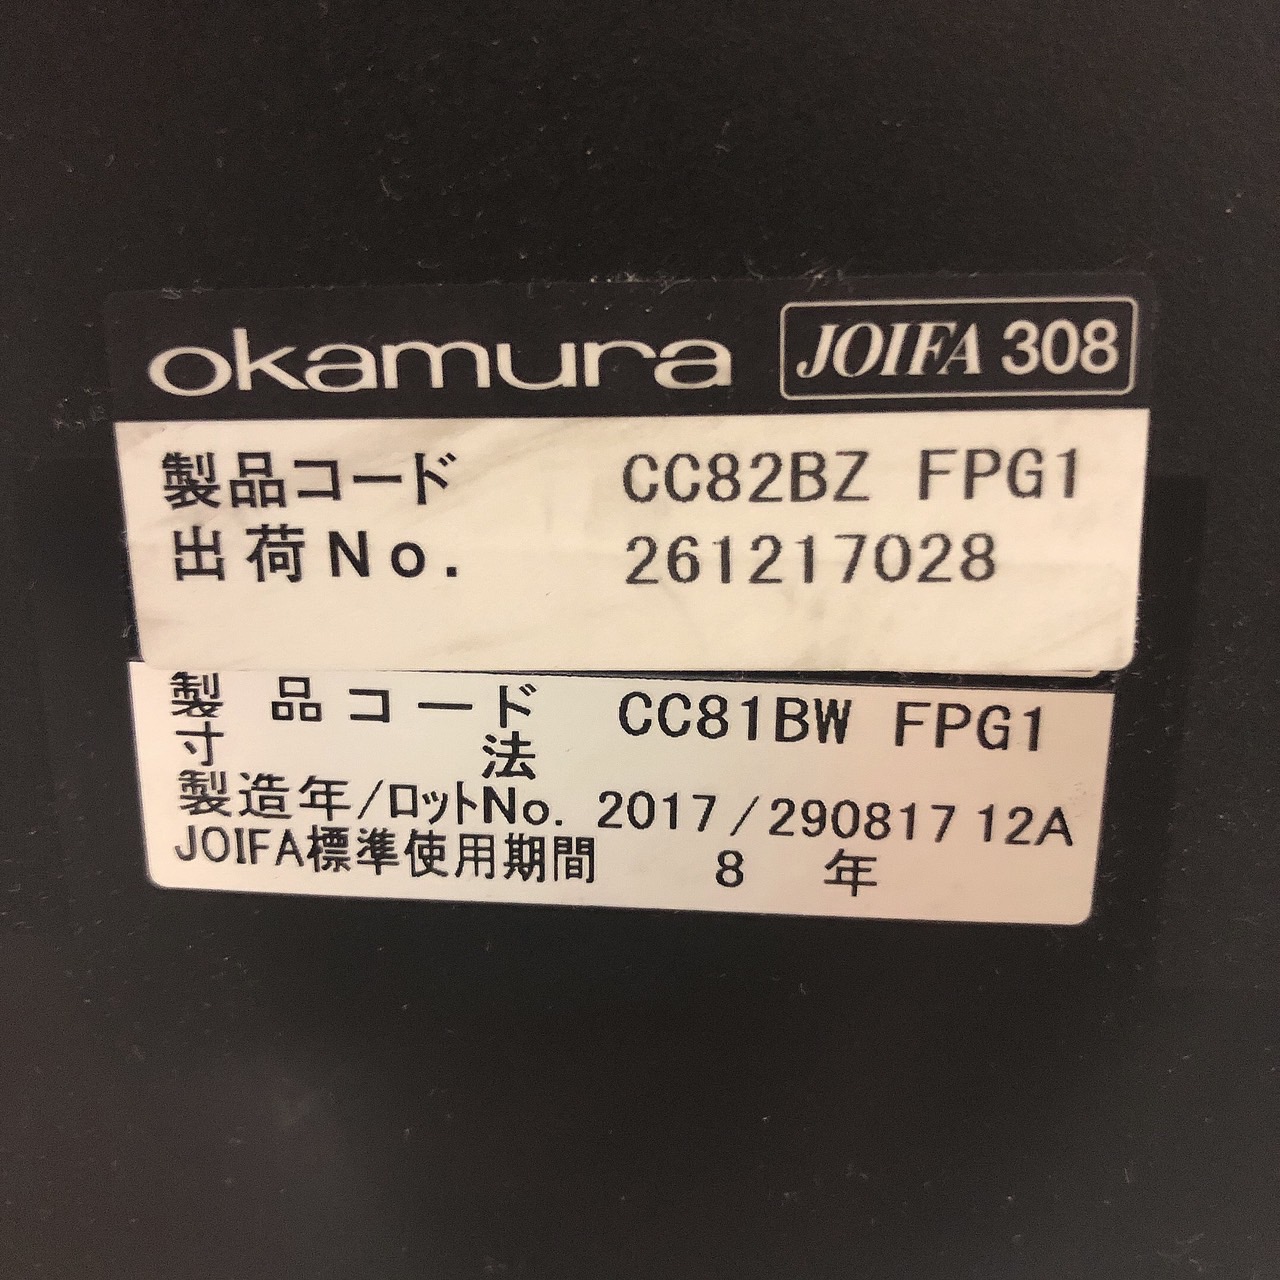 okamura JOIFA 308
製品コード CC82BZ FPG1
出荷No. 261217028
製品コード CC81BW FPG1
寸法
製造年/ロットNo. 2017/290817 12A
JOIFA標準使用期間 8 年